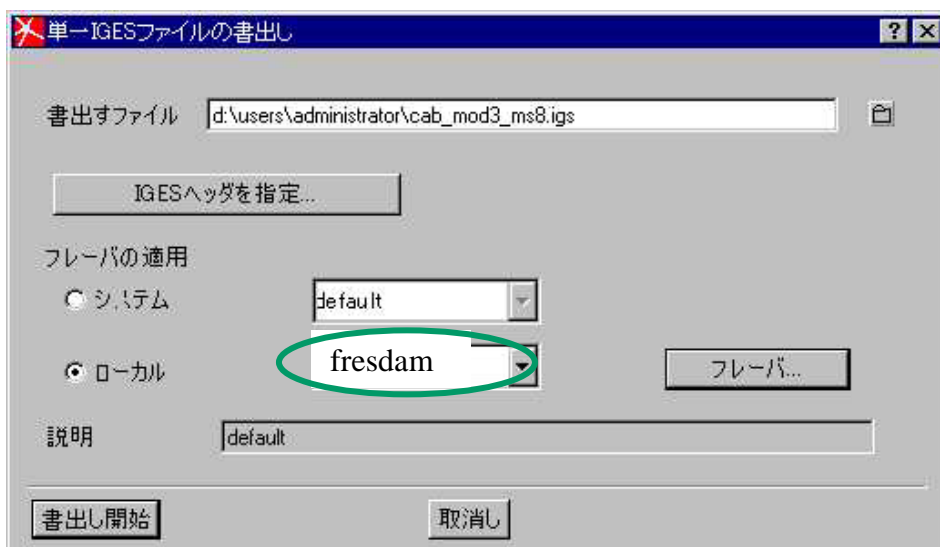 単一IGESファイルの書出し
書出すファイル d:\users\administrator\cab_mod3_ms8.igs
IGESヘッダを指定...
フレーバの適用
システム default
ローカル fresdam フレーバ...
説明 default
書出し開始 取消し